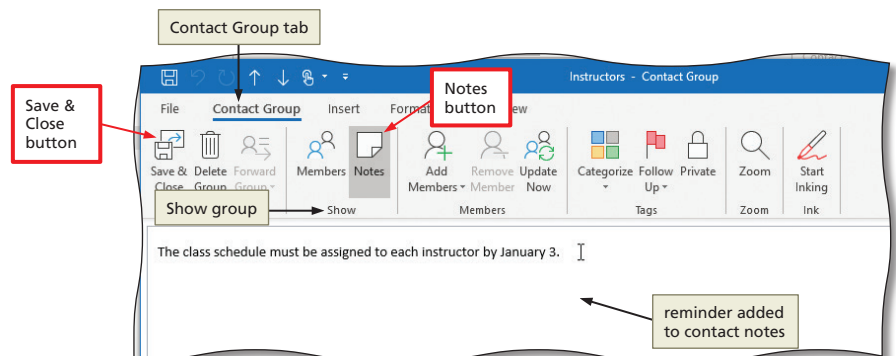 Contact Group tab
Instructors - Contact Group
Save &
Close
button
Notes
button
File Contact Group Insert
Save & Close
Delete Group
Forward Group
Members
Notes
Add Members
Remove Member
Update Now
Categorize
Follow Up
Private
Zoom
Start Inking
Show group
Show
Members
Tags
Zoom
Ink
The class schedule must be assigned to each instructor by January 3.
reminder added
to contact notes